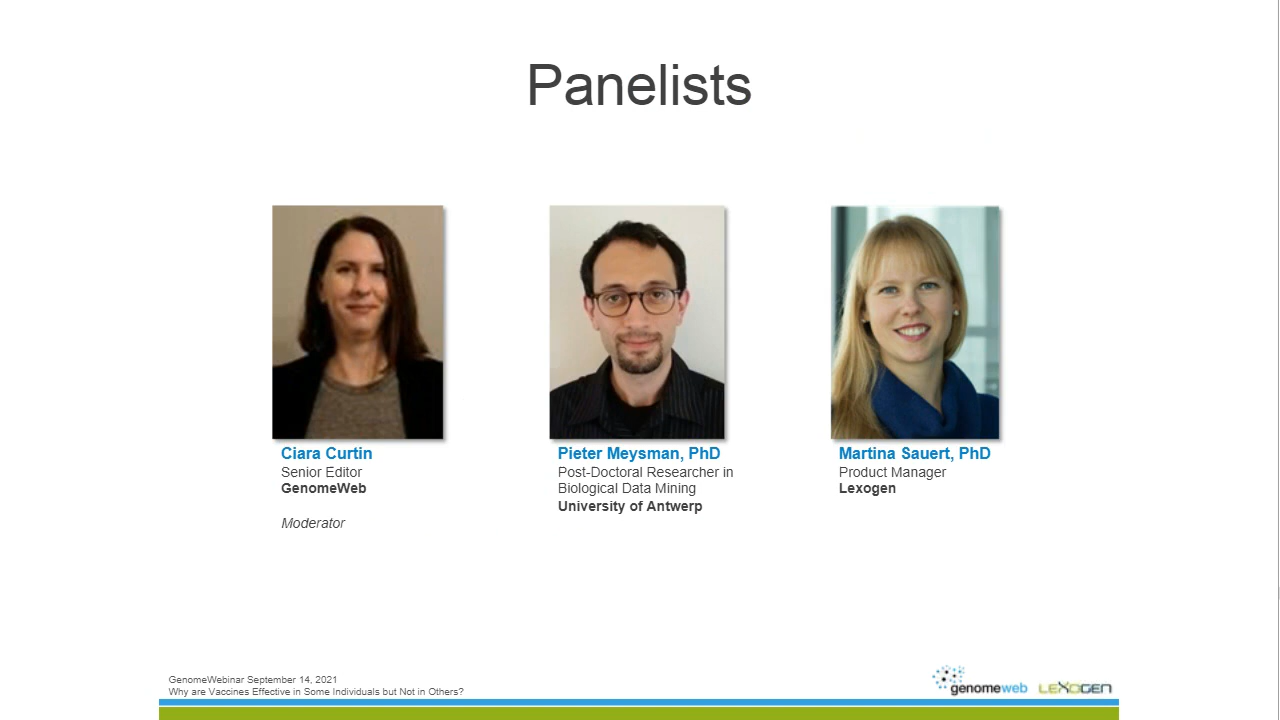 Panelists
Ciara Curtin
Senior Editor
GenomeWeb
Moderator
Pieter Meysman, PhD
Post-Doctoral Researcher in
Biological Data Mining
University of Antwerp
Martina Sauert, PhD
Product Manager
Lexogen
GenomeWebinar September 14, 2021
Why are Vaccines Effective in Some Individuals but Not in Others?
genomeweb
LEXOGEN